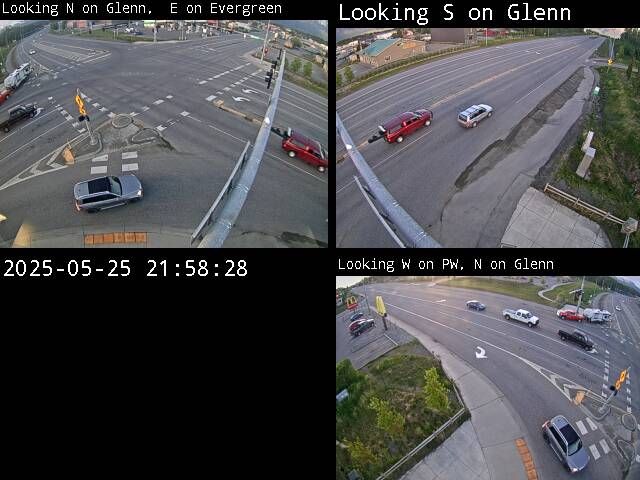 Looking N on Glenn,  E on Evergreen
Looking S on Glenn
2025-05-25 21:58:28
Looking W on PW, N on Glenn